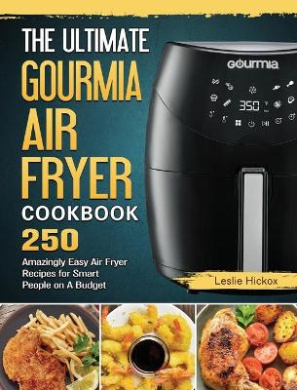 THE ULTIMATE
GOURMIA
AIR
FRYER
COOKBOOK
250
Amazingly Easy Air Fryer
Recipes for Smart
People on A Budget
Gourmia
350
Leslie Hickox